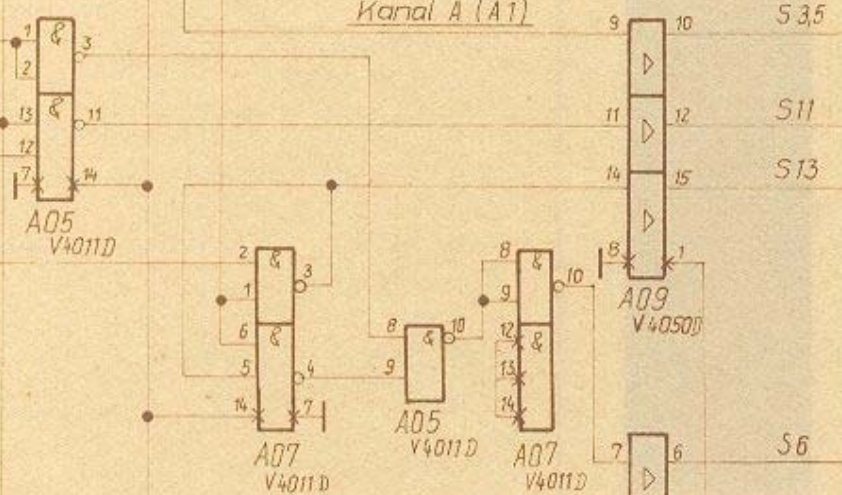 Kanal A (A1)
1 & 3
2
13 & 11
12
7 14
A05
V4011D
9 10 S 3,5
11 12 S11
14 15 S13
8 1
A09
V4050D
2 & 3
1
6 &
5 4
14 7
A07
V4011D
8 & 10
9
A05
V4011D
8 & 10
9
12 &
13
14
A07
V4011D
7 6 S6